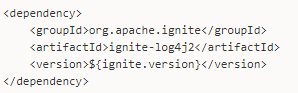 <dependency>
    <groupId>org.apache.ignite</groupId>
    <artifactId>ignite-log4j2</artifactId>
    <version>${ignite.version}</version>
</dependency>